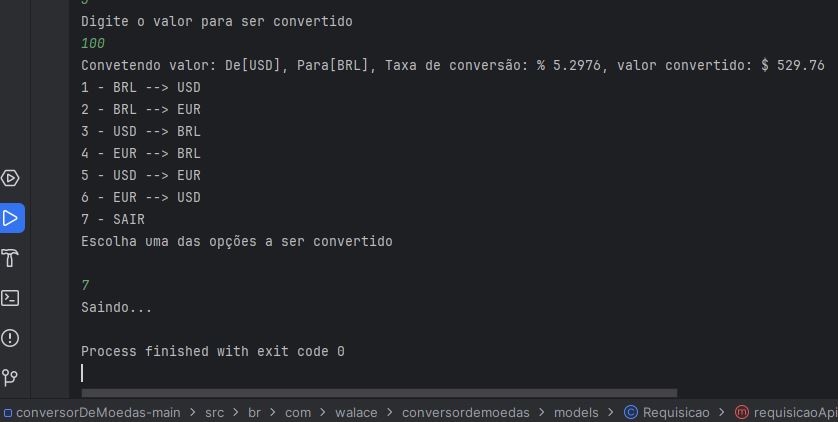 Digite o valor para ser convertido
100
Convetendo valor: De[USD], Para[BRL], Taxa de conversão: % 5.2976, valor convertido: $ 529.76
1 - BRL --> USD
2 - BRL --> EUR
3 - USD --> BRL
4 - EUR --> BRL
5 - USD --> EUR
6 - EUR --> USD
7 - SAIR
Escolha uma das opções a ser convertido
7
Saindo...
Process finished with exit code 0
conversorDeMoedas-main > src > br > com > walace > conversordemoedas > models > Requisicao > requisicaoApi